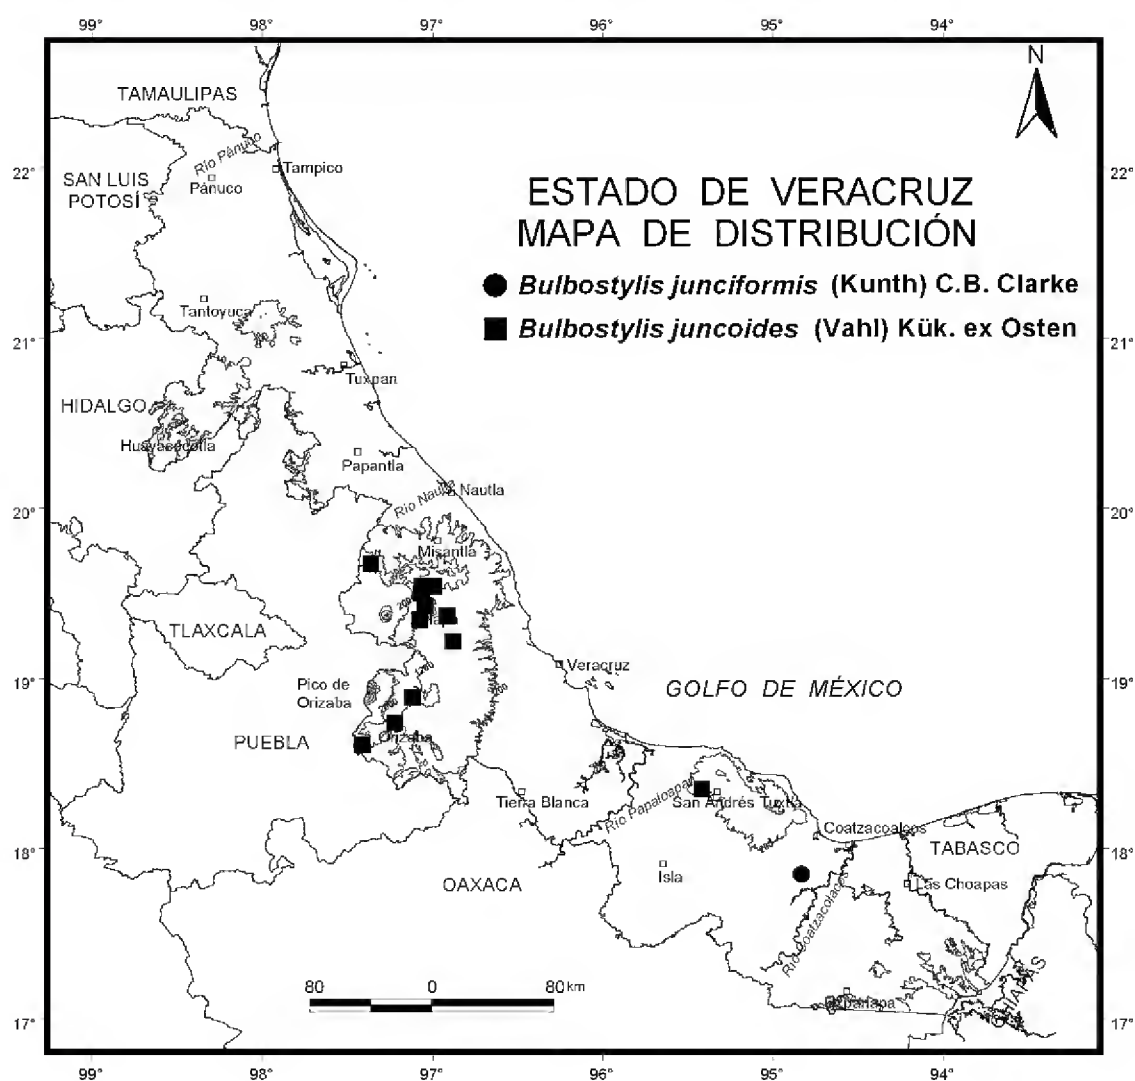 99° 98° 97° 96° 95° 94°
N
TAMAULIPAS
Río Pánuco
22° Tampico 22°
SAN LUIS
POTOSÍ
Pánuco
ESTADO DE VERACRUZ
MAPA DE DISTRIBUCIÓN
Bulbostylis junciformis (Kunth) C.B. Clarke
Bulbostylis juncoides (Vahl) Kük. ex Osten
Tantoyuca
21° 21°
Tuxpan
HIDALGO
Huayacocotla
Papantla
Nautla
Río Nautla
20° 20°
Misantla
TLAXCALA
Veracruz
19° 19°
Pico de
Orizaba
GOLFO DE MÉXICO
PUEBLA
Orizaba
Tierra Blanca
Río Papaloapan
San Andrés Tuxtla
Coatzacoalcos
18° TABASCO 18°
Isla
OAXACA
Las Choapas
Río Coatzacoalcos
CHIAPAS
80 0 80 km
17° 17°
99° 98° 97° 96° 95° 94°